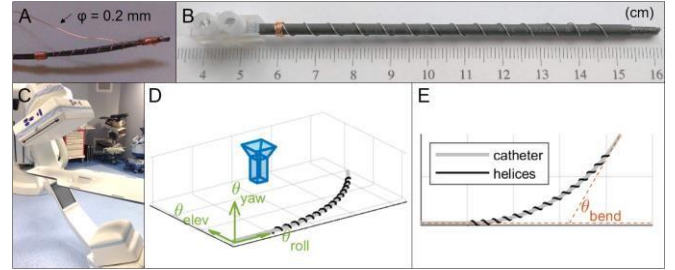 A
φ = 0.2 mm
B
(cm)
4 5 6 7 8 9 10 11 12 13 14 15 16
C
D
θyaw
θelev
θroll
E
catheter
helices
θbend